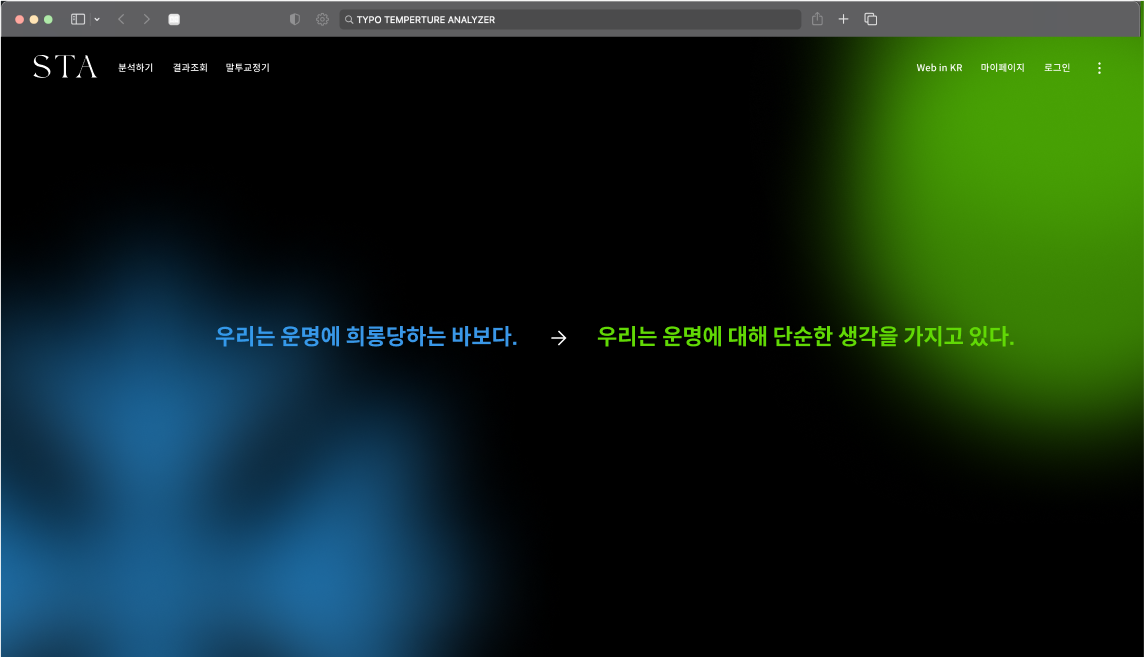 TYPO TEMPERTURE ANALYZER
STA 분석하기 결과조회 말투교정기 Web in KR 마이페이지 로그인
우리는 운명에 희롱당하는 바보다. → 우리는 운명에 대해 단순한 생각을 가지고 있다.